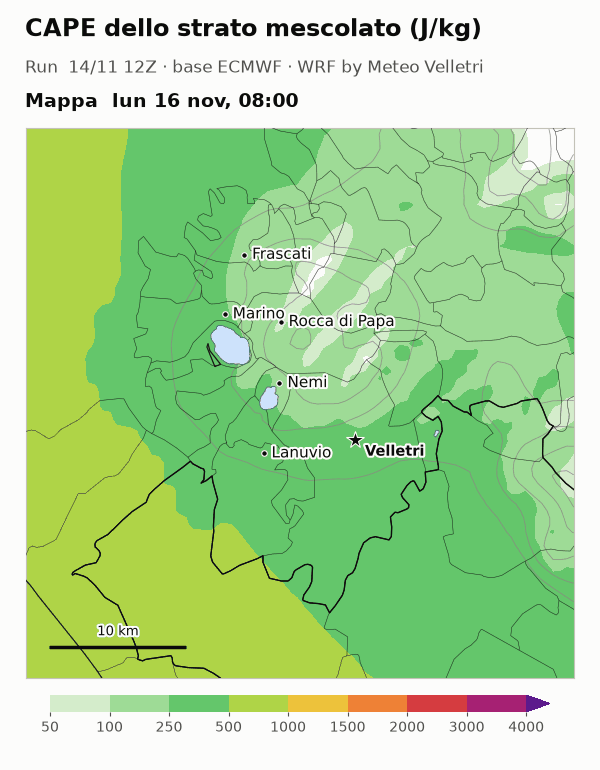 CAPE dello strato mescolato (J/kg)
Run  14/11 12Z · base ECMWF · WRF by Meteo Velletri
Mappa  lun 16 nov, 08:00
Frascati
Marino
Rocca di Papa
Nemi
Velletri
Lanuvio
10 km
50 100 250 500 1000 1500 2000 3000 4000